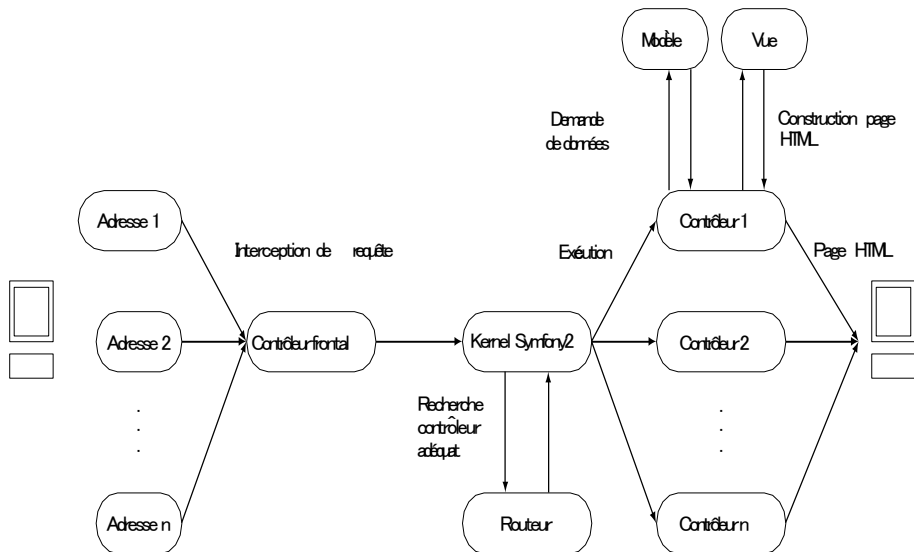 Modèle
Vue
Demande
de données
Construction page
HTML
Adresse 1
Contrôleur 1
Interception de requête
Exécution
Page HTML
Adresse 2
Contrôleur frontal
Kernel Symfony2
Contrôleur 2
Recherche
contrôleur
adéquat
.
.
.
.
.
.
Adresse n
Routeur
Contrôleur n